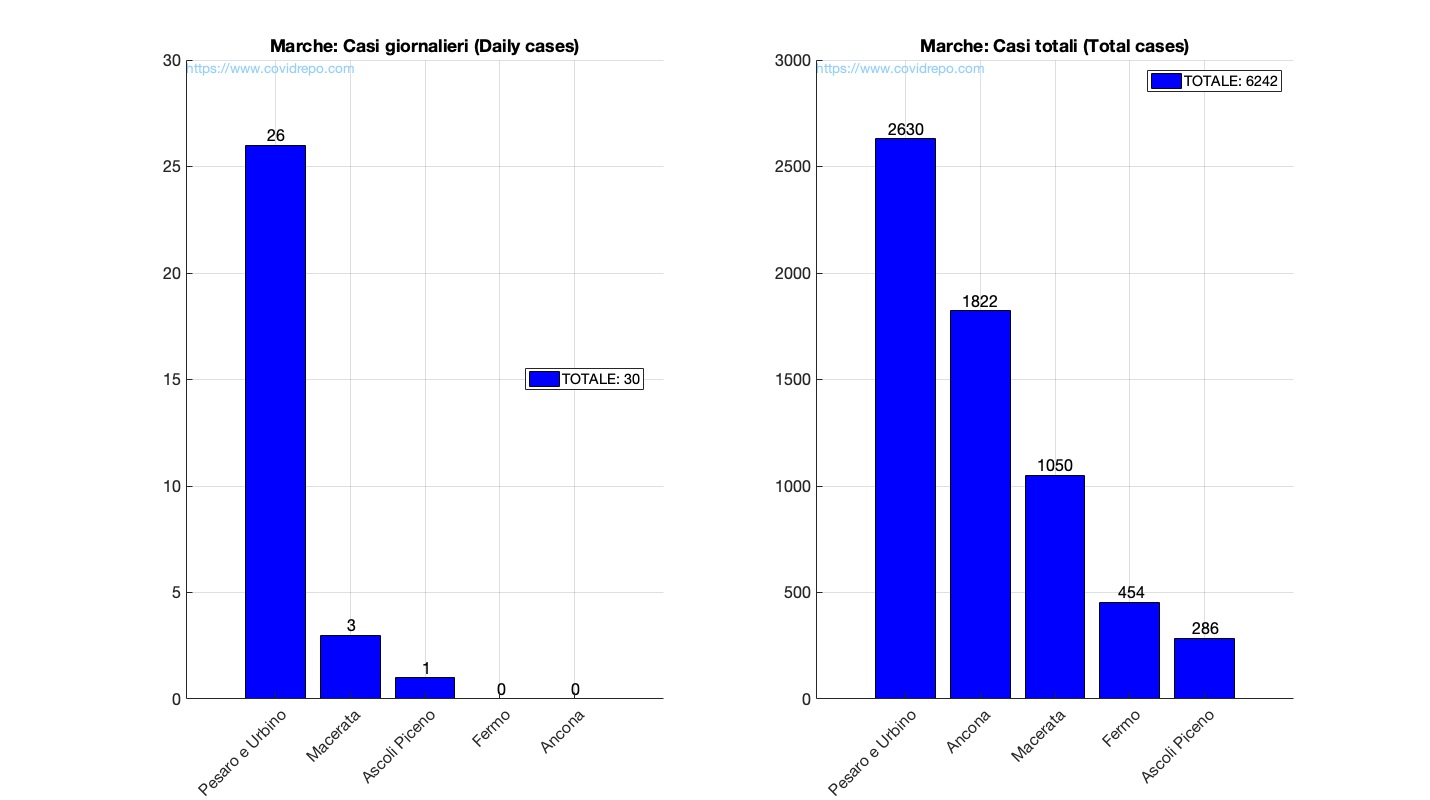 Marche: Casi giornalieri (Daily cases)
https://www.covidrepo.com
30
25
20
15
10
5
0
26
3
1
0
0
TOTALE: 30
Pesaro e Urbino
Macerata
Ascoli Piceno
Fermo
Ancona
Marche: Casi totali (Total cases)
https://www.covidrepo.com
TOTALE: 6242
3000
2500
2000
1500
1000
500
0
2630
1822
1050
454
286
Pesaro e Urbino
Ancona
Macerata
Fermo
Ascoli Piceno